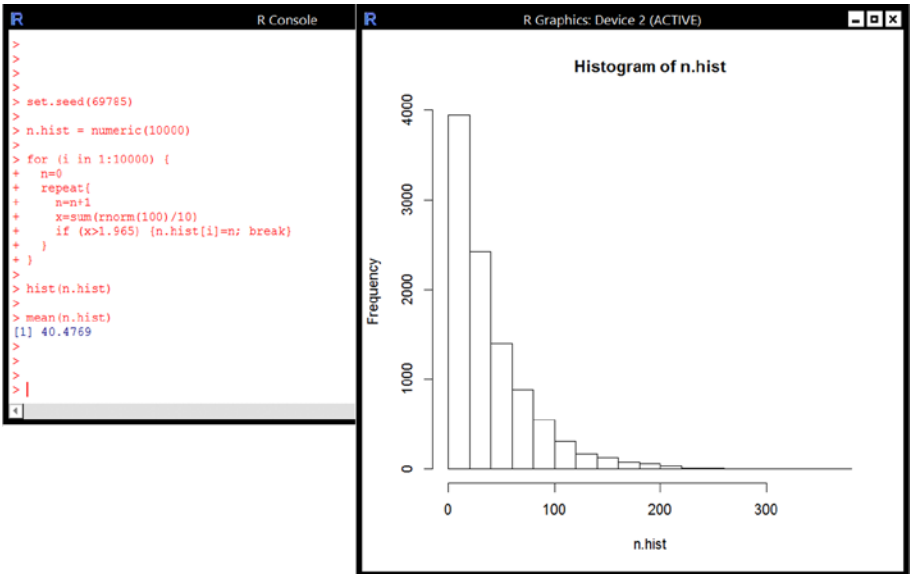 R Console
>
>
>
>
> set.seed(69785)
>
> n.hist = numeric(10000)
>
> for (i in 1:10000) {
+ n=0
+ repeat{
+ n=n+1
+ x=sum(rnorm(100)/10)
+ if (x>1.965) {n.hist[i]=n; break}
+ }
+ }
>
> hist(n.hist)
>
> mean(n.hist)
[1] 40.4769
>
>
>
>
R Graphics: Device 2 (ACTIVE)
Histogram of n.hist
Frequency
4000
3000
2000
1000
0
0 100 200 300
n.hist